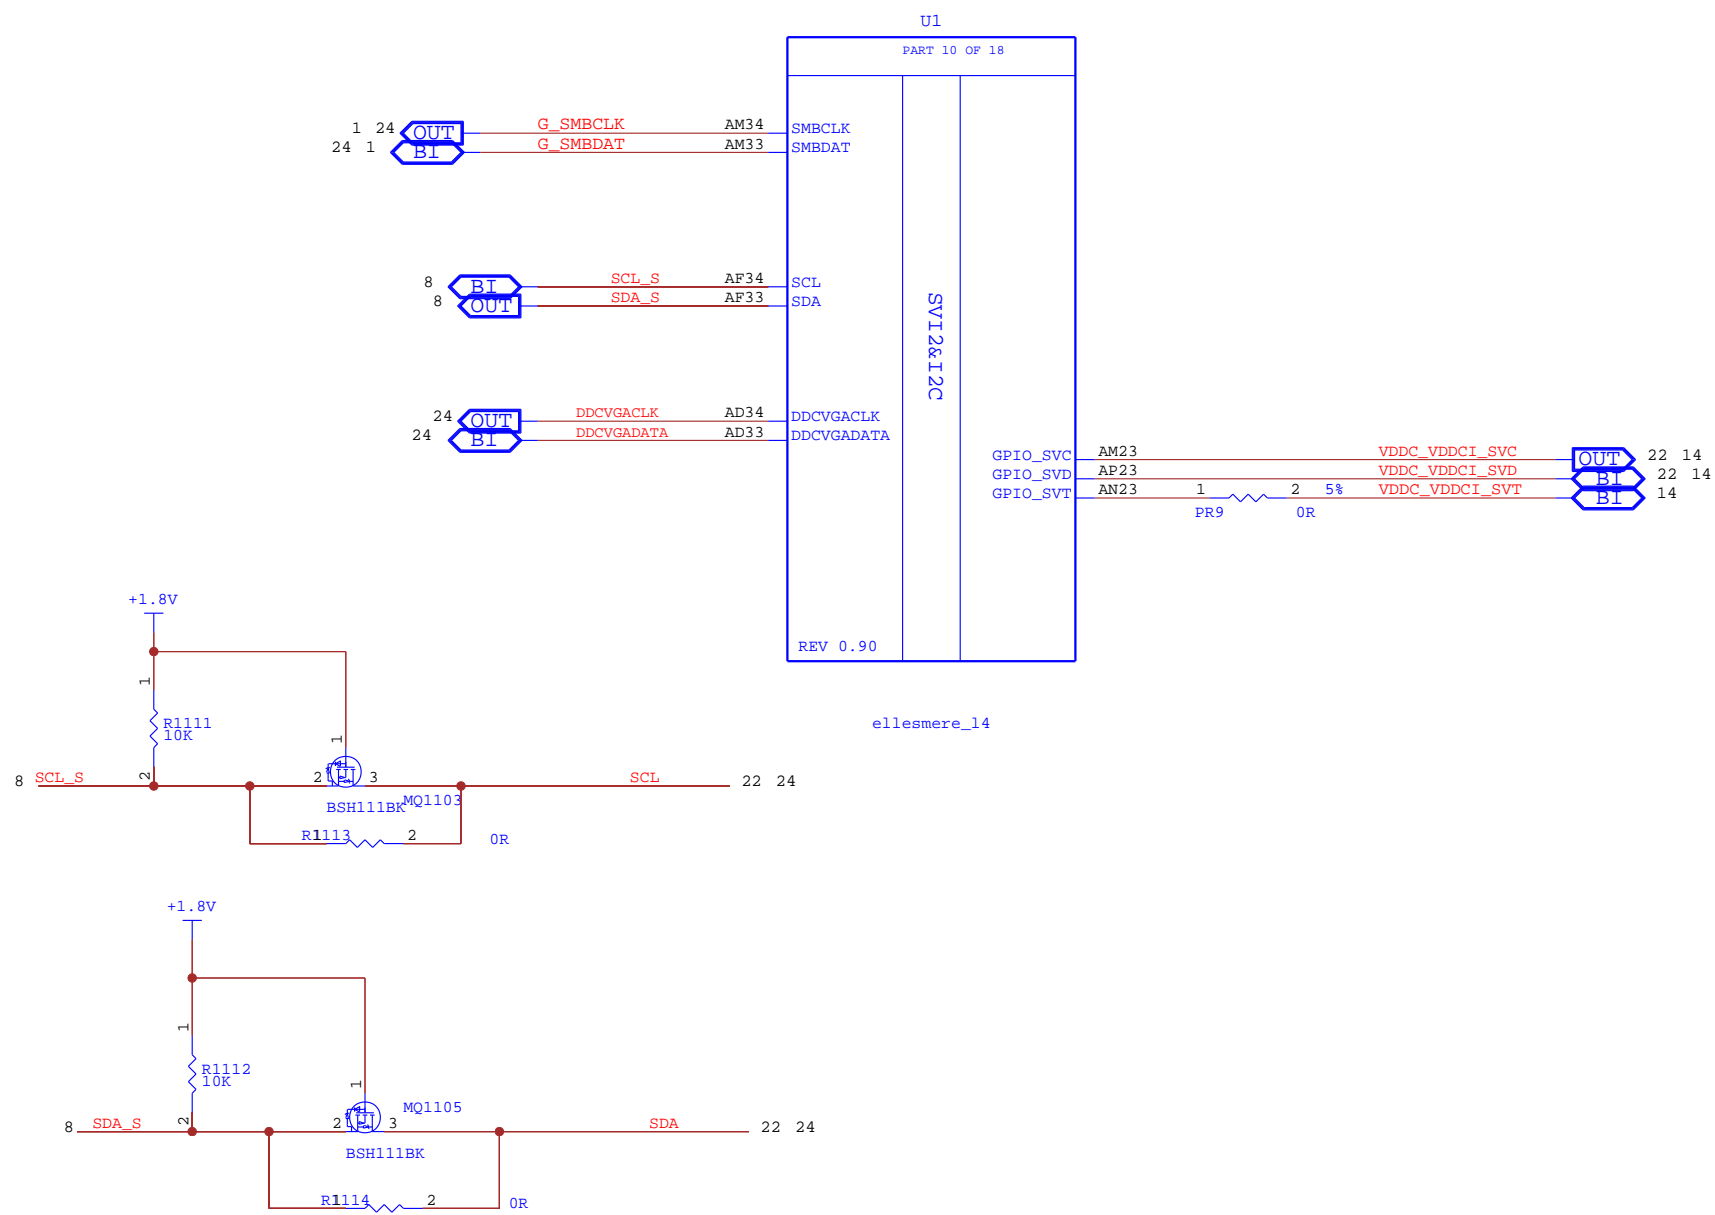 U1
PART 10 OF 18
1 24 OUT G_SMBCLK AM34 SMBCLK
24 1 BI G_SMBDAT AM33 SMBDAT
8 BI SCL_S AF34 SCL
8 OUT SDA_S AF33 SDA
SVI2&I2C
24 OUT DDCVGACLK AD34 DDCVGACLK
24 BI DDCVGADATA AD33 DDCVGADATA
GPIO_SVC AM23 VDDC_VDDCI_SVC OUT 22 14
GPIO_SVD AP23 VDDC_VDDCI_SVD BI 22 14
GPIO_SVT AN23 1 2 5% VDDC_VDDCI_SVT BI 14
PR9 0R
REV 0.90
ellesmere_l4
+1.8V
1
R1111
10K
1
8 SCL_S 2 2 3 SCL 22 24
MQ1103
BSH111BK
R1113 1 2 0R
+1.8V
1
R1112
10K
1
MQ1105
8 SDA_S 2 2 3 SDA 22 24
BSH111BK
R1114 1 2 0R